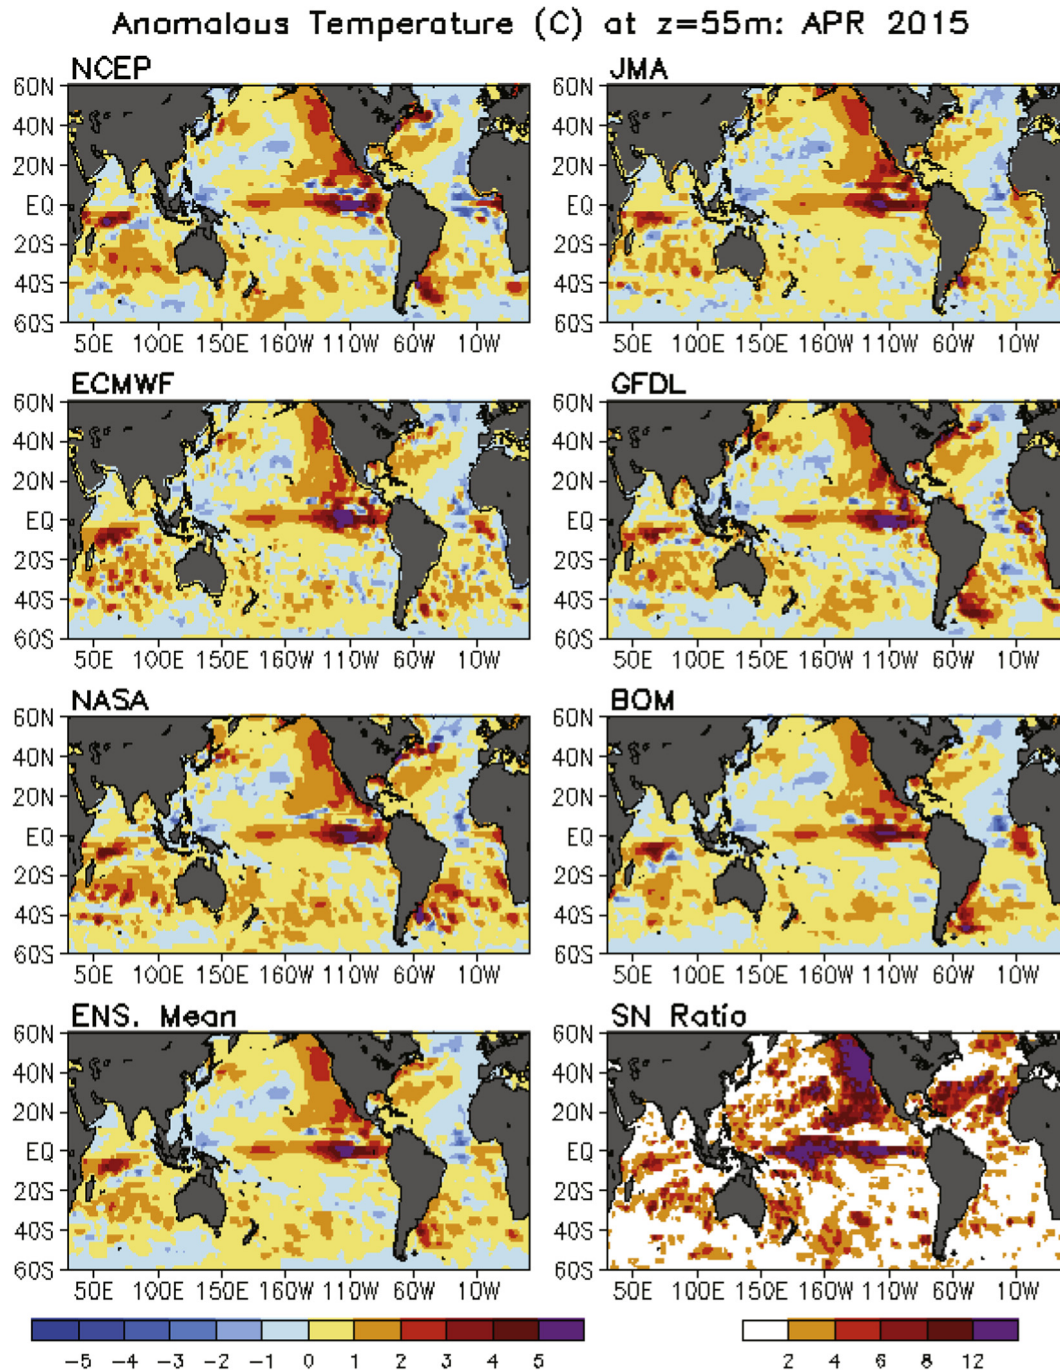 Anomalous Temperature (C) at z=55m: APR 2015
NCEP JMA
60N 60N
40N 40N
20N 20N
EQ EQ
20S 20S
40S 40S
60S 60S
50E 100E 150E 160W 110W 60W 10W 50E 100E 150E 160W 110W 60W 10W
ECMWF GFDL
60N 60N
40N 40N
20N 20N
EQ EQ
20S 20S
40S 40S
60S 60S
50E 100E 150E 160W 110W 60W 10W 50E 100E 150E 160W 110W 60W 10W
NASA BOM
60N 60N
40N 40N
20N 20N
EQ EQ
20S 20S
40S 40S
60S 60S
50E 100E 150E 160W 110W 60W 10W 50E 100E 150E 160W 110W 60W 10W
ENS. Mean SN Ratio
60N 60N
40N 40N
20N 20N
EQ EQ
20S 20S
40S 40S
60S 60S
50E 100E 150E 160W 110W 60W 10W 50E 100E 150E 160W 110W 60W 10W
-5 -4 -3 -2 -1 0 1 2 3 4 5 2 4 6 8 12